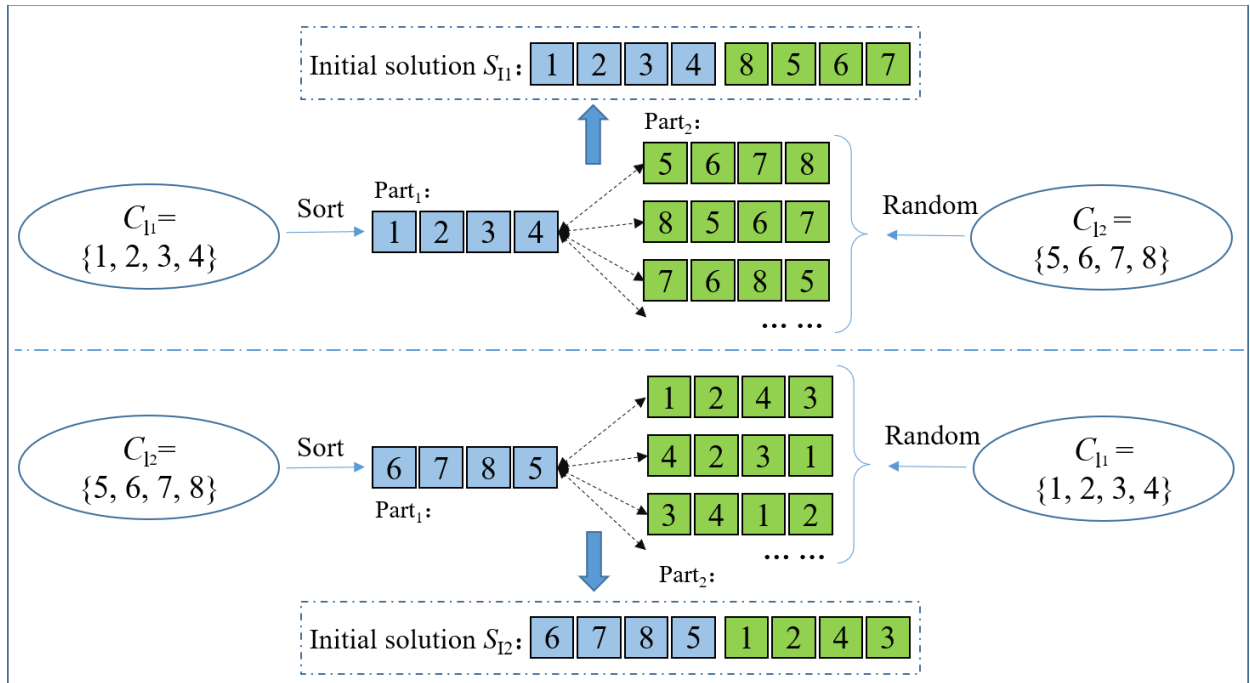 Initial solution S_I1： 1 2 3 4 8 5 6 7
Part₂：
5 6 7 8
Part₁：
C_l1=
{1, 2, 3, 4}
Sort
1 2 3 4
8 5 6 7
Random
C_l2=
{5, 6, 7, 8}
7 6 8 5
... ...
1 2 4 3
C_l2=
{5, 6, 7, 8}
Sort
6 7 8 5
Part₁：
4 2 3 1
Random
C_l1=
{1, 2, 3, 4}
3 4 1 2
... ...
Part₂：
Initial solution S_I2： 6 7 8 5 1 2 4 3